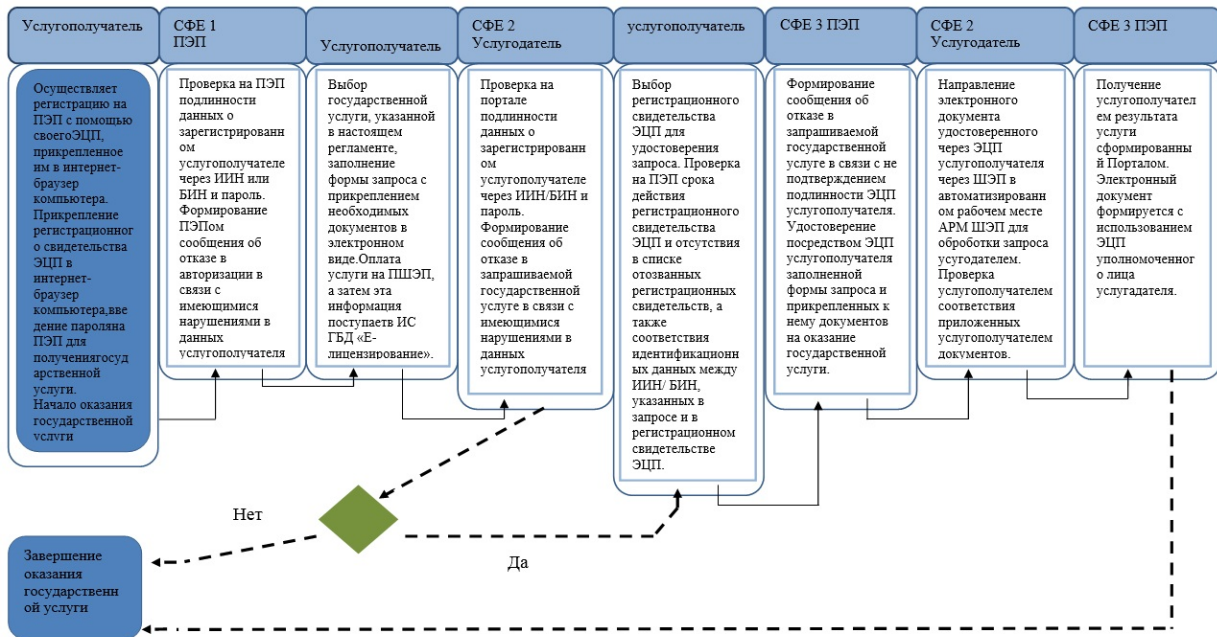 Услугополучатель
СФЕ 1
ПЭП
Услугополучатель
СФЕ 2
Услугодатель
услугополучатель
СФЕ 3 ПЭП
СФЕ 2
Услугодатель
СФЕ 3 ПЭП
Осуществляет
регистрацию на
ПЭП с помощью
своегоЭЦП,
прикрепленное
им в интернет-
браузер
компьютера.
Прикрепление
регистрационног
о свидетельства
ЭЦП в
интернет-
браузер
компьютера,вве
дение пароляна
ПЭП для
получениягосуд
арственной
услуги.
Начало оказания
государственной
услуги
Проверка на ПЭП
подлинности
данных о
зарегистрированн
ом
услугополучателе
через ИИН или
БИН и пароль.
Формирование
ПЭПом
сообщения об
отказе в
авторизации в
связи с
имеющимися
нарушениями в
данных
услугополучателя
Выбор
государственной
услуги, указанной
в настоящем
регламенте,
заполнение
формы запроса с
прикреплением
необходимых
документов в
электронном
виде.Оплата
услуги на ПШЭП,
а затем эта
информация
поступаетв ИС
ГБД «Е-
лицензирование».
Проверка на
портале
подлинности
данных о
зарегистрированн
ом
услугополучателе
через ИИН/БИН и
пароль.
Формирование
сообщения об
отказе в
запрашиваемой
государственной
услуге в связи с
имеющимися
нарушениями в
данных
услугополучателя
Выбор
регистрационного
свидетельства
ЭЦП для
удостоверения
запроса. Проверка
на ПЭП срока
действия
регистрационного
свидетельства
ЭЦП и отсутствия
в списке
отозванных
регистрационных
свидетельств, а
также
соответствия
идентификационн
ых данных между
ИИН/ БИН,
указанных в
запросе и в
регистрационном
свидетельстве
ЭЦП.
Формирование
сообщения об
отказе в
запрашиваемой
государственной
услуге в связи с не
подтверждением
подлинности ЭЦП
услугополучателя.
Удостоверение
посредством ЭЦП
услугополучателя
заполненной
формы запроса и
прикрепленных к
нему документов
на оказание
государственной
услуги.
Направление
электронного
документа
удостоверенного
через ЭЦП
услугополучателя
через ШЭП в
автоматизированн
ом рабочем месте
АРМ ШЭП для
обработки запроса
усугодателем.
Проверка
услугополучателем
соответствия
приложенных
услугополучателем
документов.
Получение
услугополучател
ем результата
услуги
сформированны
й Порталом.
Электронный
документ
формируется с
использованием
ЭЦП
уполномоченног
о лица
услугадателя.
Нет
Да
Завершение
оказания
государственн
ой услуги